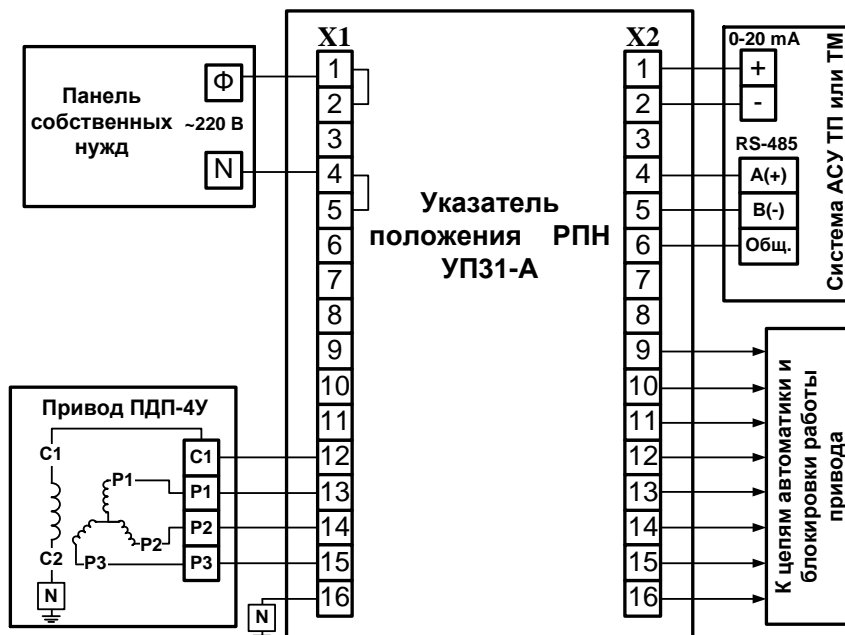 Панель
собственных
нужд
~220 В
Ф
N
X1
1
2
3
4
5
6
7
8
9
10
11
12
13
14
15
16
N
Привод ПДП-4У
C1
C2
N
P1
P2
P3
C1
P1
P2
P3
Указатель
положения РПН
УП31-А
X2
1
2
3
4
5
6
7
8
9
10
11
12
13
14
15
16
0-20 mA
+
-
RS-485
A(+)
B(-)
Общ.
Система АСУ ТП или ТМ
К цепям автоматики и
блокировки работы
привода